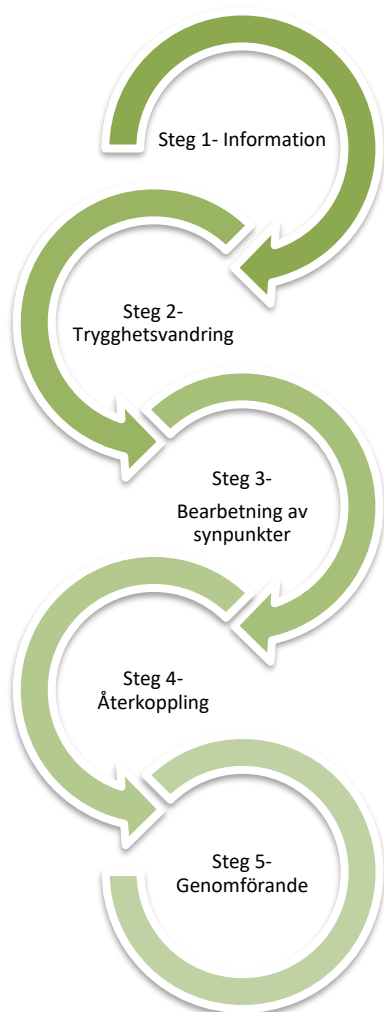 Steg 1- Information
Steg 2-
Trygghetsvandring
Steg 3-
Bearbetning av
synpunkter
Steg 4-
Återkoppling
Steg 5-
Genomförande